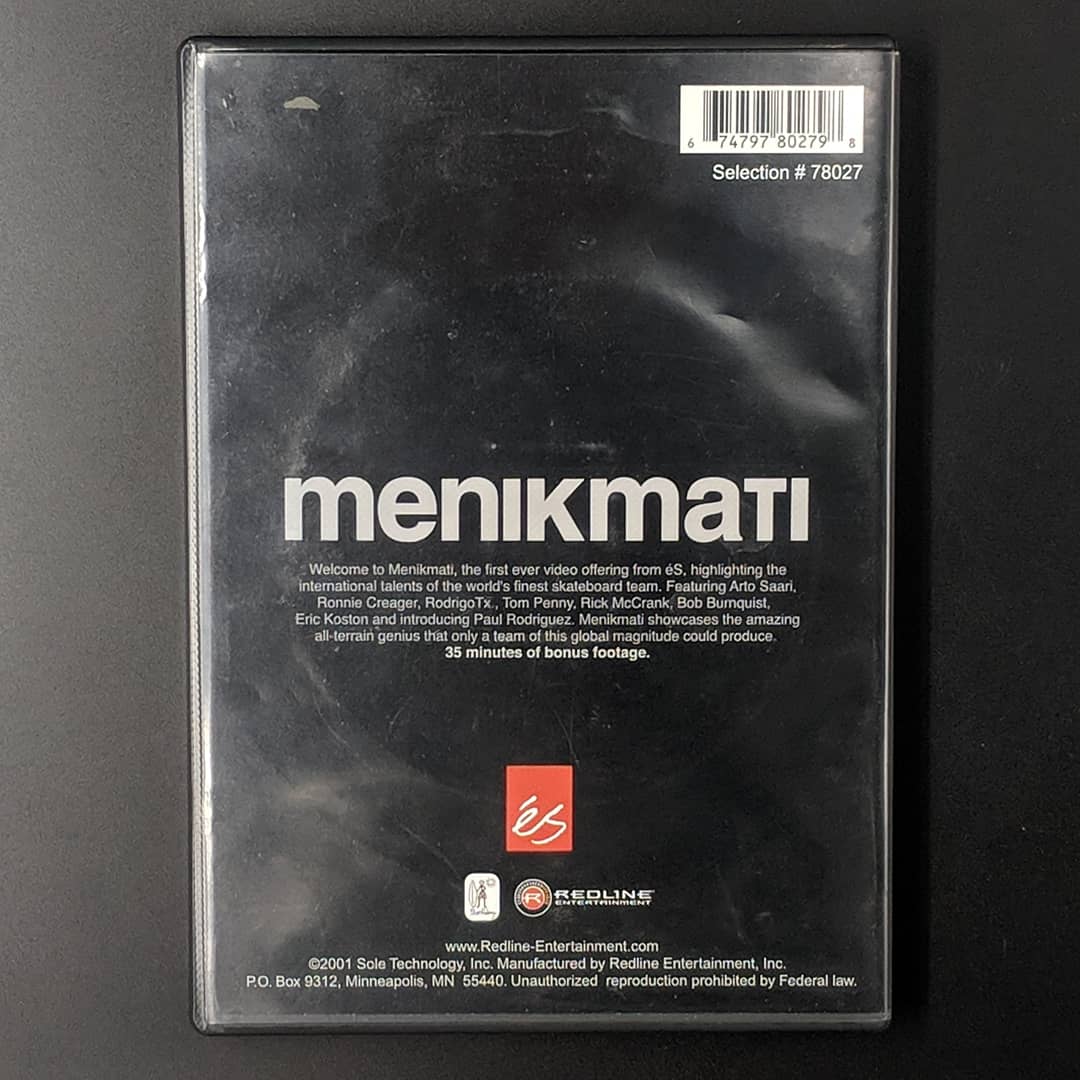 6 74797 80279 8
Selection # 78027
menikmati
Welcome to Menikmati, the first ever video offering from éS, highlighting the
international talents of the world's finest skateboard team. Featuring Arto Saari,
Ronnie Creager, RodrigoTx., Tom Penny, Rick McCrank, Bob Burnquist,
Eric Koston and introducing Paul Rodriguez. Menikmati showcases the amazing
all-terrain genius that only a team of this global magnitude could produce.
35 minutes of bonus footage.
éS
R REDLINE
ENTERTAINMENT
www.Redline-Entertainment.com
©2001 Sole Technology, Inc. Manufactured by Redline Entertainment, Inc.
P.O. Box 9312, Minneapolis, MN 55440. Unauthorized reproduction prohibited by Federal law.